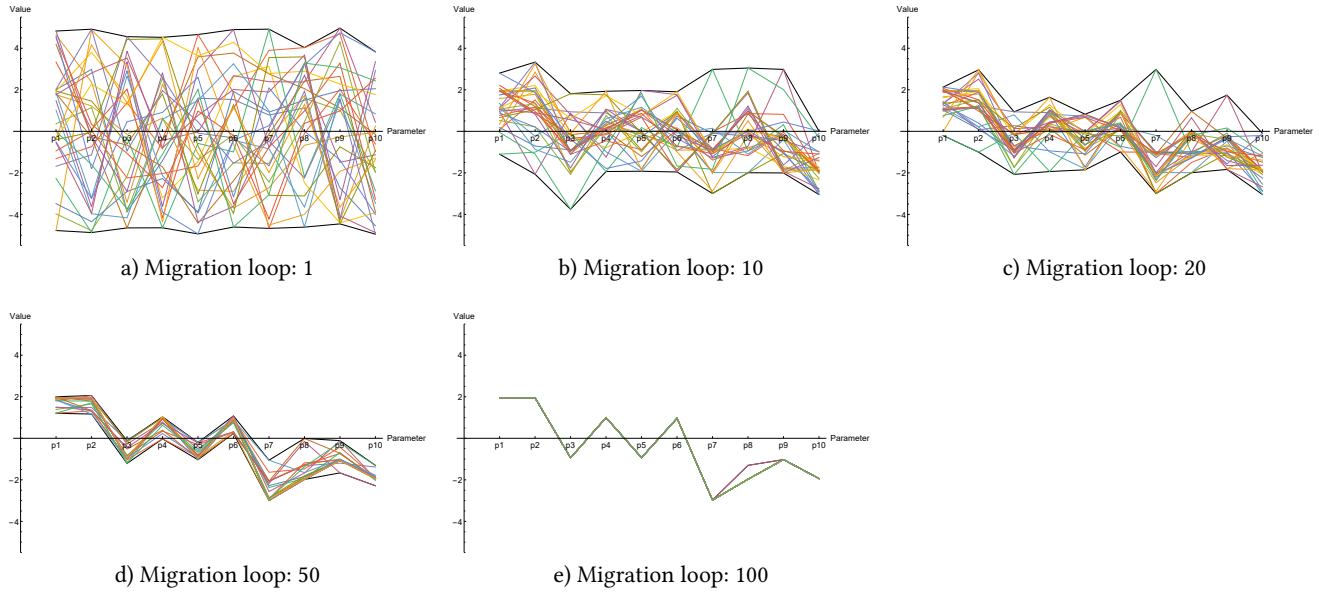 Value
4
2
-2
-4
p1 p2 p3 p4 p5 p6 p7 p8 p9 p10 Parameter
a) Migration loop: 1
Value
4
2
-2
-4
p1 p2 p3 p4 p5 p6 p7 p8 p9 p10 Parameter
b) Migration loop: 10
Value
4
2
-2
-4
p1 p2 p3 p4 p5 p6 p7 p8 p9 p10 Parameter
c) Migration loop: 20
Value
4
2
-2
-4
p1 p2 p3 p4 p5 p6 p7 p8 p9 p10 Parameter
d) Migration loop: 50
Value
4
2
-2
-4
p1 p2 p3 p4 p5 p6 p7 p8 p9 p10 Parameter
e) Migration loop: 100